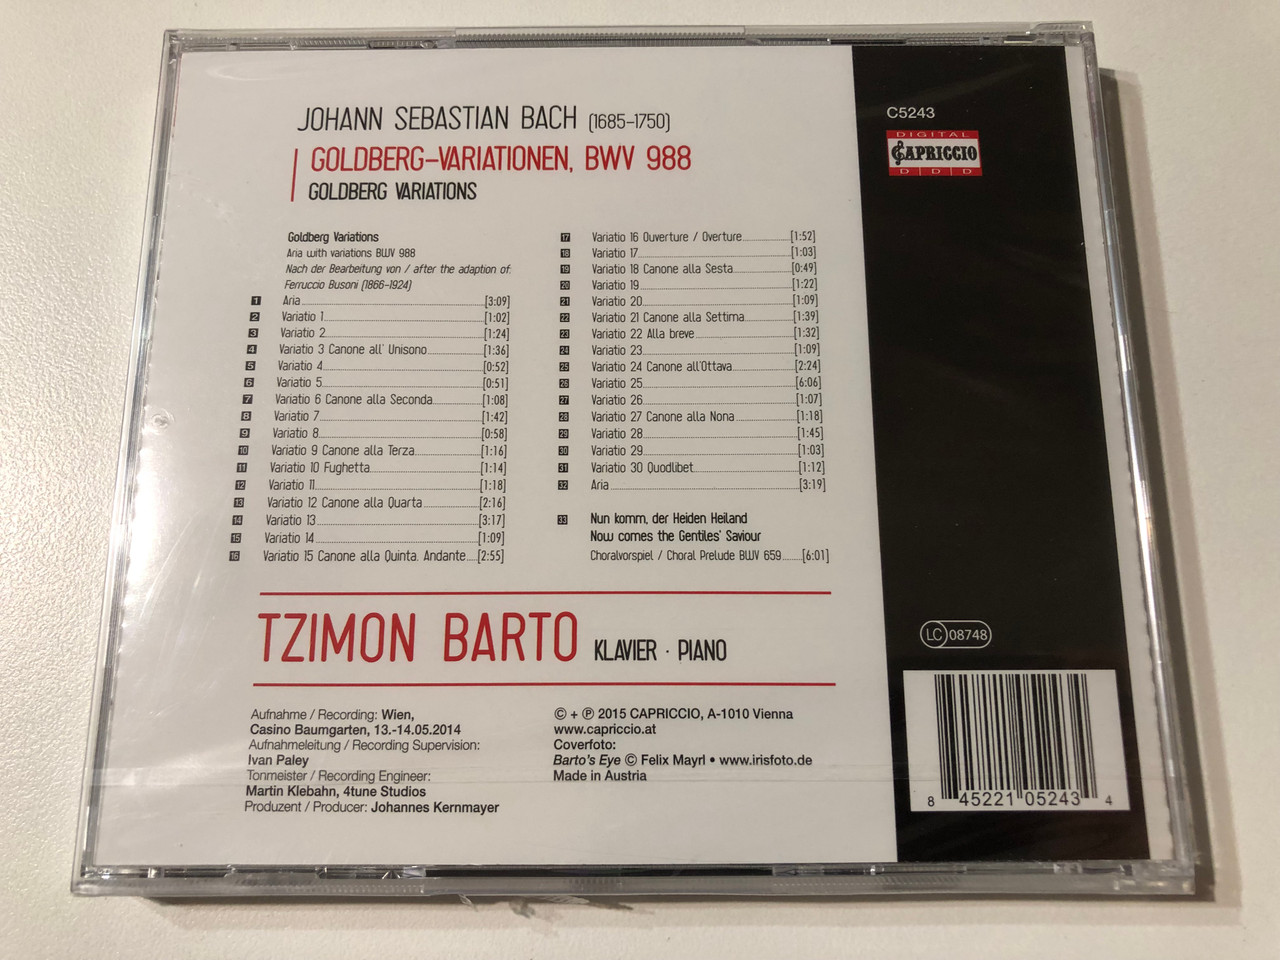 JOHANN SEBASTIAN BACH (1685–1750)
GOLDBERG–VARIATIONEN, BWV 988
GOLDBERG VARIATIONS
Goldberg Variations
Aria with variations BWV 988
Nach der Bearbeitung von / after the adaption of:
Ferruccio Busoni (1866–1924)
1 Aria [3:09]
2 Variatio 1 [1:02]
3 Variatio 2 [1:24]
4 Variatio 3 Canone all' Unisono [1:36]
5 Variatio 4 [0:52]
6 Variatio 5 [0:51]
7 Variatio 6 Canone alla Seconda [1:08]
8 Variatio 7 [1:42]
9 Variatio 8 [0:58]
10 Variatio 9 Canone alla Terza [1:16]
11 Variatio 10 Fughetta [1:14]
12 Variatio 11 [1:18]
13 Variatio 12 Canone alla Quarta [2:16]
14 Variatio 13 [3:17]
15 Variatio 14 [1:09]
16 Variatio 15 Canone alla Quinta. Andante [2:55]
17 Variatio 16 Ouverture / Overture [1:52]
18 Variatio 17 [1:03]
19 Variatio 18 Canone alla Sesta [0:49]
20 Variatio 19 [1:22]
21 Variatio 20 [1:09]
22 Variatio 21 Canone alla Settima [1:39]
23 Variatio 22 Alla breve [1:32]
24 Variatio 23 [1:09]
25 Variatio 24 Canone all'Ottava [2:24]
26 Variatio 25 [6:06]
27 Variatio 26 [1:07]
28 Variatio 27 Canone alla Nona [1:18]
29 Variatio 28 [1:45]
30 Variatio 29 [1:03]
31 Variatio 30 Quodlibet [1:12]
32 Aria [3:19]
33 Nun komm, der Heiden Heiland
Now comes the Gentiles' Saviour
Choralvorspiel / Choral Prelude BWV 659 [6:01]
TZIMON BARTO KLAVIER · PIANO
Aufnahme / Recording: Wien,
Casino Baumgarten, 13.-14.05.2014
Aufnahmeleitung / Recording Supervision:
Ivan Paley
Tonmeister / Recording Engineer:
Martin Klebahn, 4tune Studios
Produzent / Producer: Johannes Kernmayer
© + ℗ 2015 CAPRICCIO, A-1010 Vienna
www.capriccio.at
Coverfoto:
Barto's Eye © Felix Mayrl • www.irisfoto.de
Made in Austria
C5243
DIGITAL
CAPRICCIO
D D D
LC 08748
8 45221 05243 4